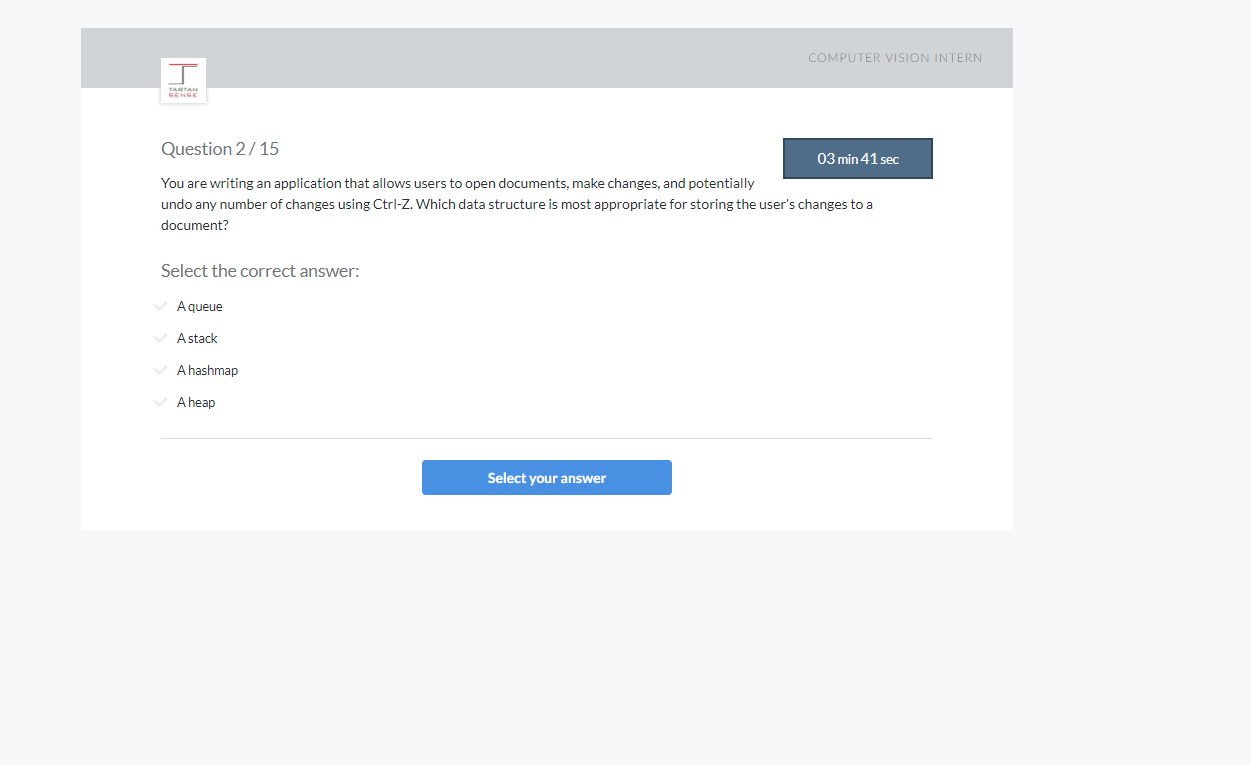 COMPUTER VISION INTERN
TARTAN
SENSE
Question 2 / 15
03 min 41 sec
You are writing an application that allows users to open documents, make changes, and potentially
undo any number of changes using Ctrl-Z. Which data structure is most appropriate for storing the user's changes to a
document?
Select the correct answer:
A queue
A stack
A hashmap
A heap
Select your answer